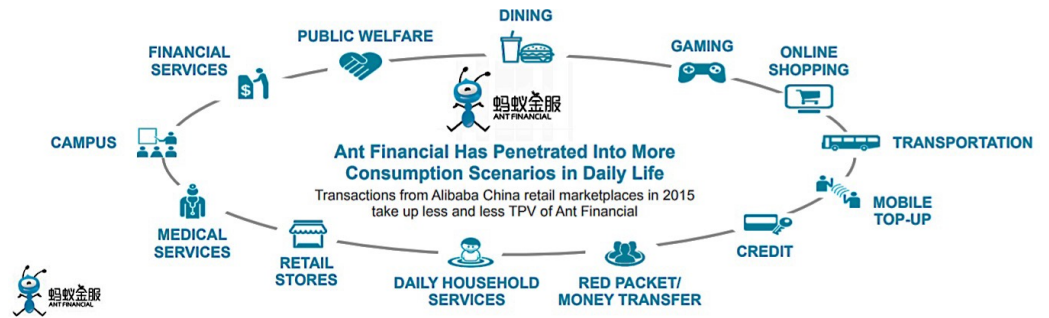 DINING
PUBLIC WELFARE
GAMING
FINANCIAL
SERVICES
ONLINE
SHOPPING
$
蚂蚁金服
ANT FINANCIAL
CAMPUS
TRANSPORTATION
Ant Financial Has Penetrated Into More
Consumption Scenarios in Daily Life
Transactions from Alibaba China retail marketplaces in 2015
take up less and less TPV of Ant Financial
MOBILE
TOP-UP
MEDICAL
SERVICES
CREDIT
RETAIL
STORES
DAILY HOUSEHOLD
SERVICES
RED PACKET/
MONEY TRANSFER
蚂蚁金服
ANT FINANCIAL